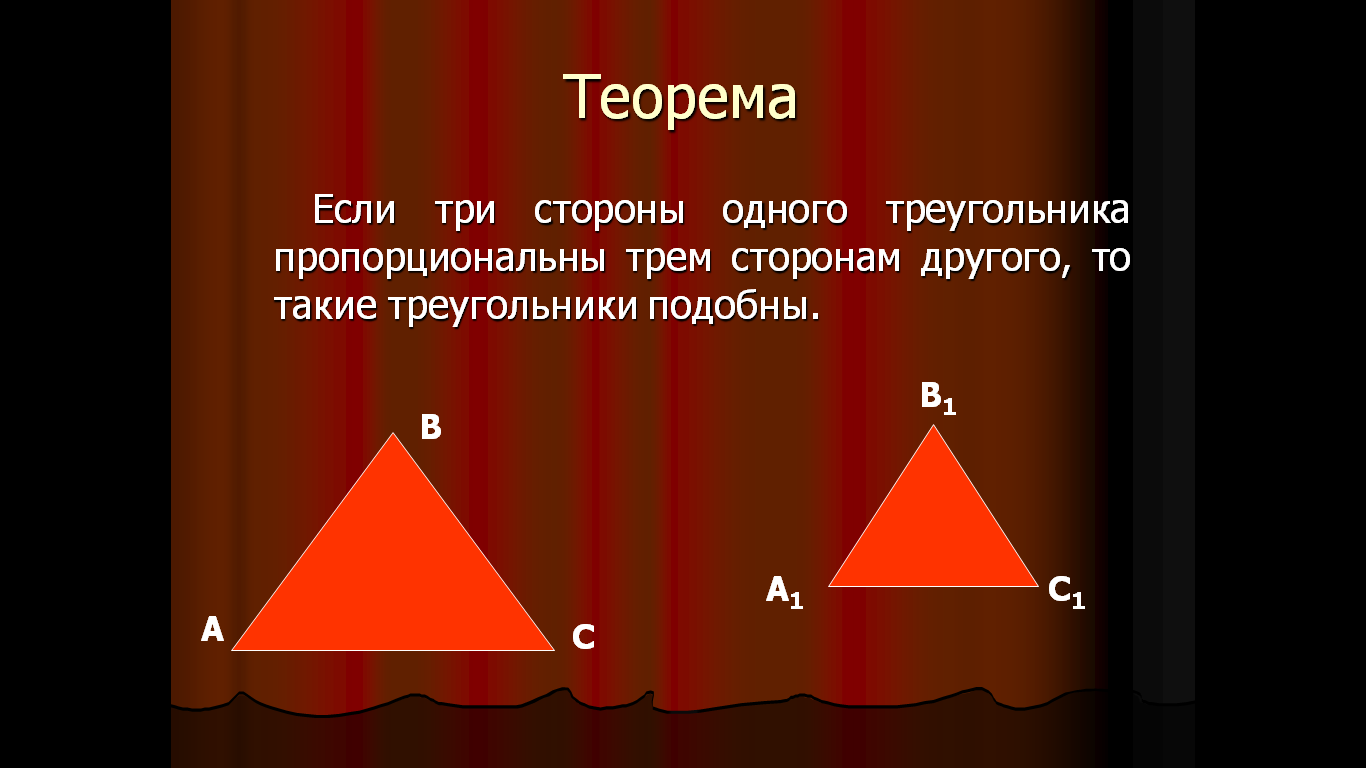 Теорема
Если три стороны одного треугольника
пропорциональны трем сторонам другого, то
такие треугольники подобны.
B₁
B
A₁
C₁
A
C